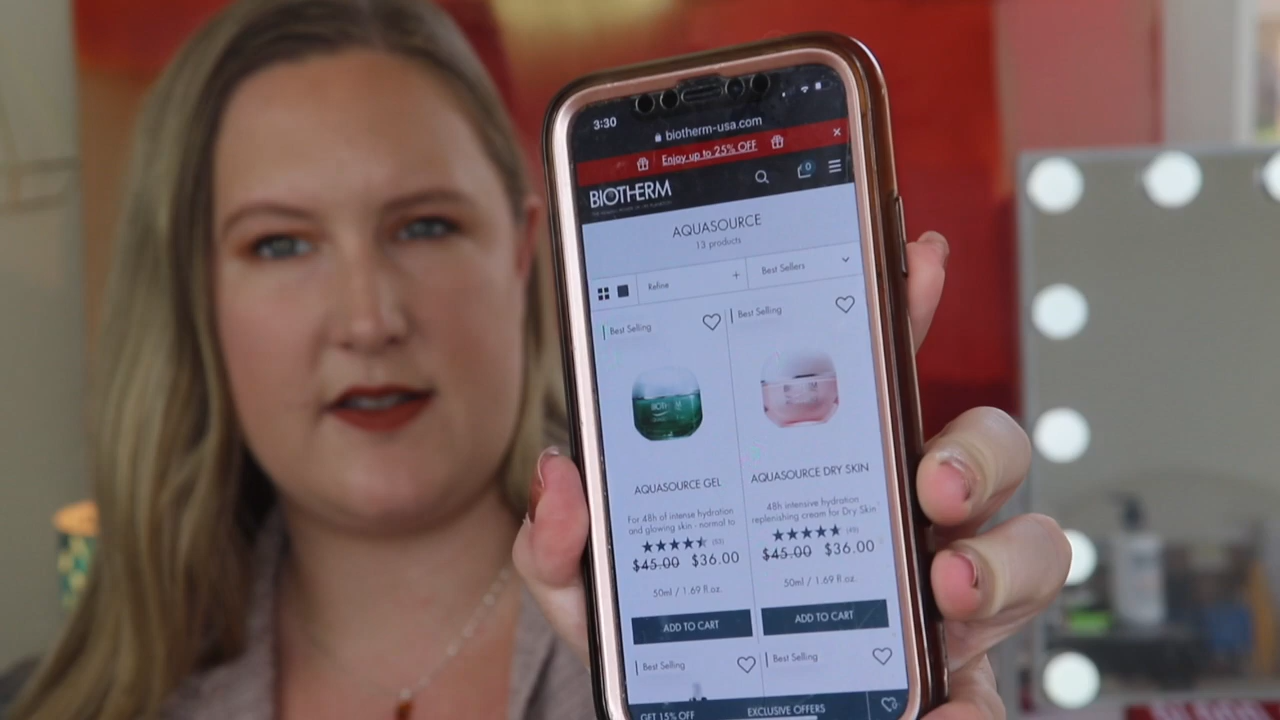 3:30
biotherm-usa.com
Enjoy up to 25% OFF
BIOTHERM
0
AQUASOURCE
13 products
Refine
Best Sellers
Best Selling
Best Selling
AQUASOURCE GEL
For 48h of intense hydration
and glowing skin - normal to
(53)
$45.00 $36.00
50ml / 1.69 fl.oz.
ADD TO CART
AQUASOURCE DRY SKIN
48h intensive hydration
replenishing cream for Dry Skin
$45.00 $36.00
50ml / 1.69 fl.oz.
ADD TO CART
Best Selling
Best Selling
GET 15% OFF
EXCLUSIVE OFFERS